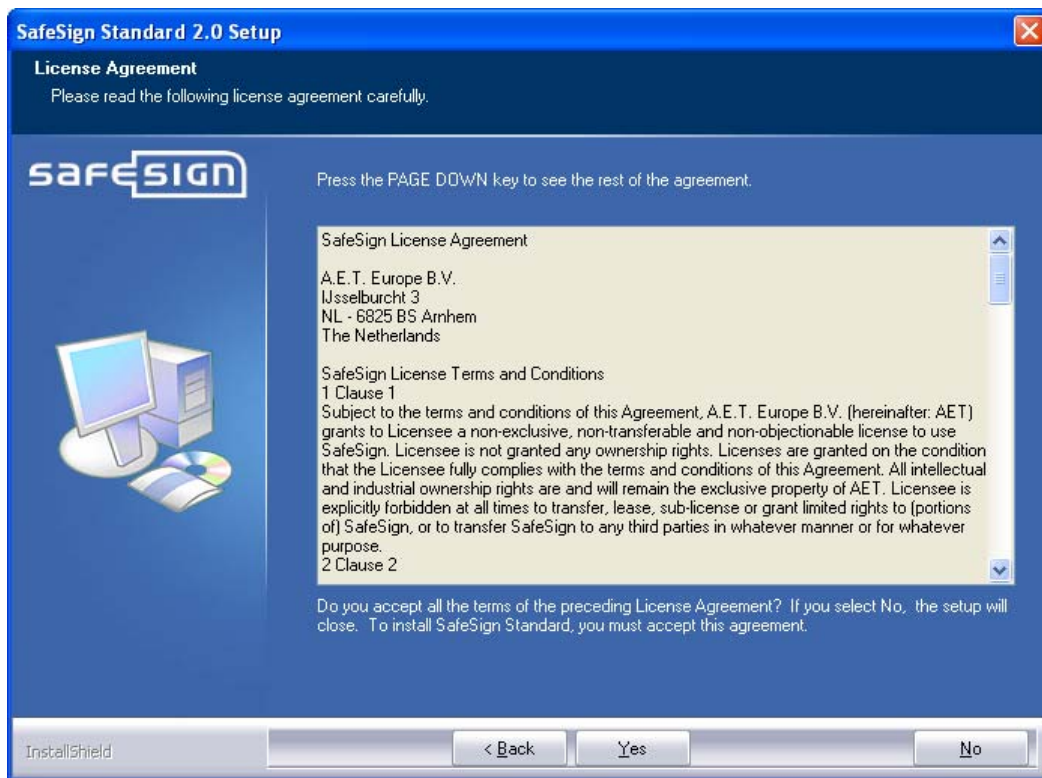 SafeSign Standard 2.0 Setup
License Agreement
Please read the following license agreement carefully.
safesign
Press the PAGE DOWN key to see the rest of the agreement.
SafeSign License Agreement
A.E.T. Europe B.V.
IJsselburcht 3
NL - 6825 BS Arnhem
The Netherlands
SafeSign License Terms and Conditions
1 Clause 1
Subject to the terms and conditions of this Agreement, A.E.T. Europe B.V. (hereinafter: AET)
grants to Licensee a non-exclusive, non-transferable and non-objectionable license to use
SafeSign. Licensee is not granted any ownership rights. Licenses are granted on the condition
that the Licensee fully complies with the terms and conditions of this Agreement. All intellectual
and industrial ownership rights are and will remain the exclusive property of AET. Licensee is
explicitly forbidden at all times to transfer, lease, sub-license or grant limited rights to (portions
of) SafeSign, or to transfer SafeSign to any third parties in whatever manner or for whatever
purpose.
2 Clause 2
Do you accept all the terms of the preceding License Agreement? If you select No, the setup will
close. To install SafeSign Standard, you must accept this agreement.
InstallShield
< Back
Yes
No